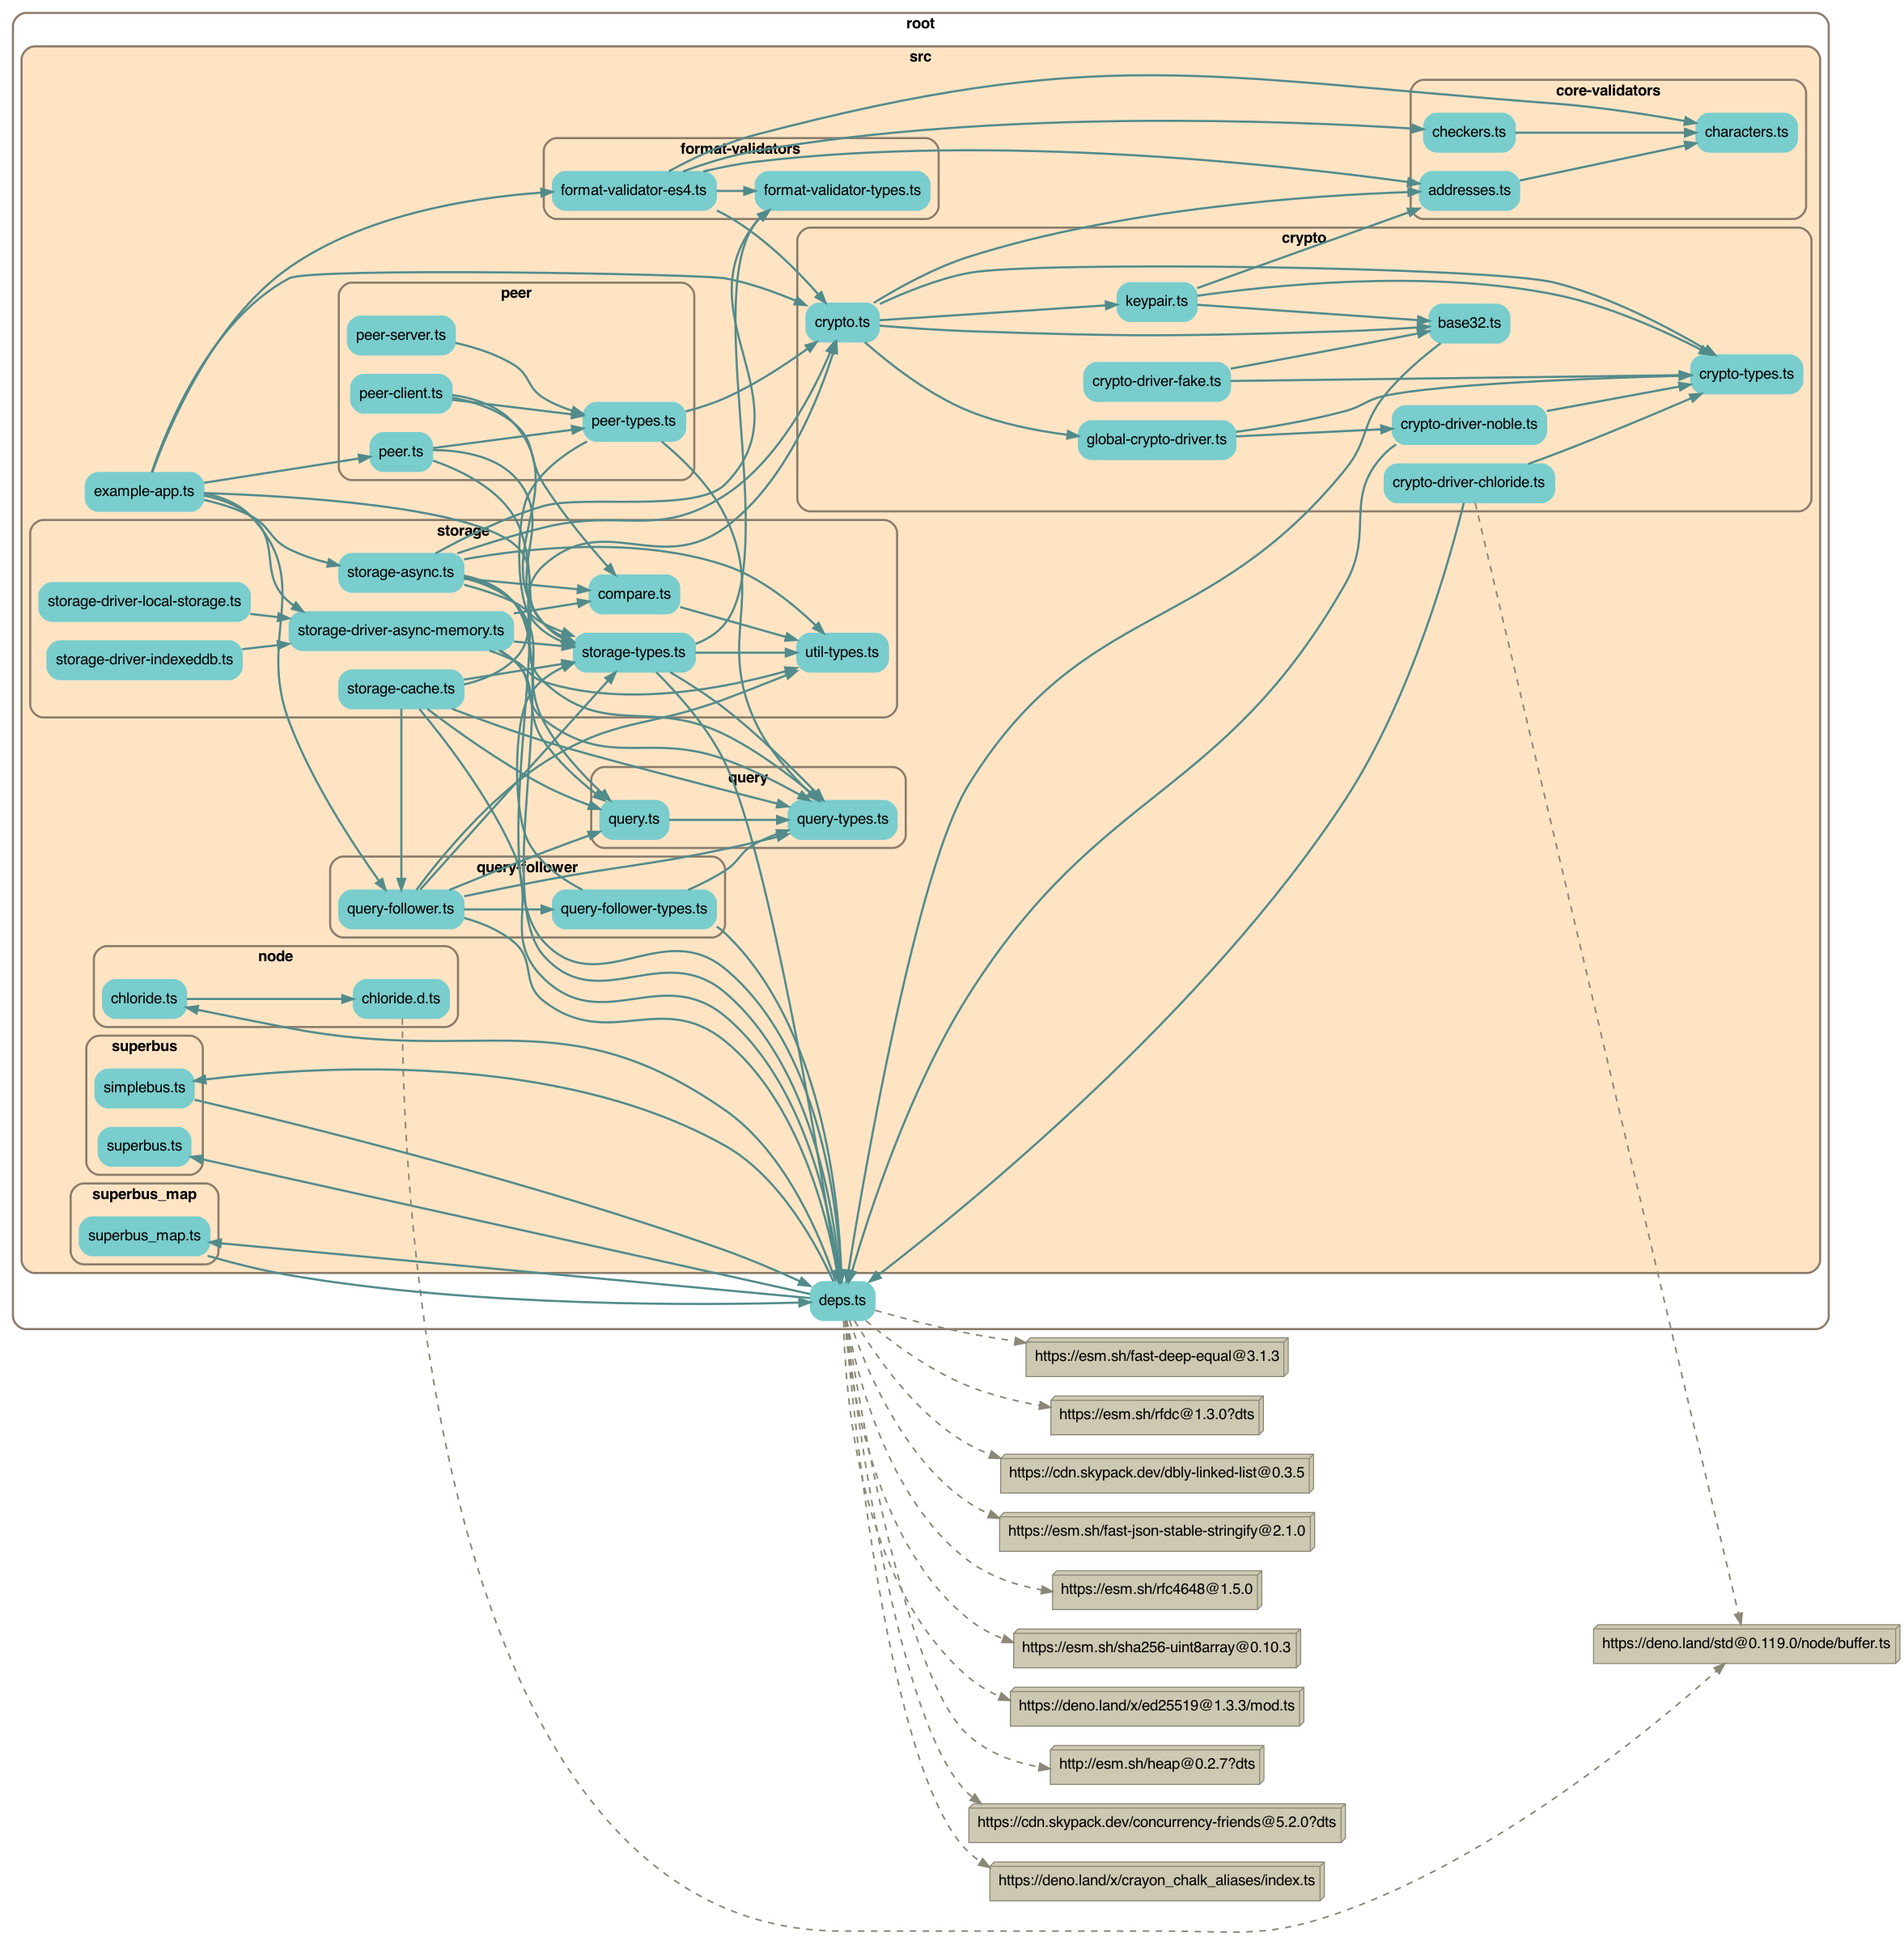 root
src
core-validators
checkers.ts
characters.ts
addresses.ts
format-validators
format-validator-es4.ts
format-validator-types.ts
crypto
crypto.ts
keypair.ts
base32.ts
crypto-driver-fake.ts
crypto-types.ts
global-crypto-driver.ts
crypto-driver-noble.ts
crypto-driver-chloride.ts
peer
peer-server.ts
peer-client.ts
peer-types.ts
peer.ts
example-app.ts
storage
storage-async.ts
storage-driver-local-storage.ts
compare.ts
storage-driver-async-memory.ts
storage-driver-indexeddb.ts
storage-types.ts
util-types.ts
storage-cache.ts
query
query.ts
query-types.ts
query-follower
query-follower.ts
query-follower-types.ts
node
chloride.ts
chloride.d.ts
superbus
simplebus.ts
superbus.ts
superbus_map
superbus_map.ts
deps.ts
https://esm.sh/fast-deep-equal@3.1.3
https://esm.sh/rfdc@1.3.0?dts
https://cdn.skypack.dev/dbly-linked-list@0.3.5
https://esm.sh/fast-json-stable-stringify@2.1.0
https://esm.sh/rfc4648@1.5.0
https://esm.sh/sha256-uint8array@0.10.3
https://deno.land/std@0.119.0/node/buffer.ts
https://deno.land/x/ed25519@1.3.3/mod.ts
http://esm.sh/heap@0.2.7?dts
https://cdn.skypack.dev/concurrency-friends@5.2.0?dts
https://deno.land/x/crayon_chalk_aliases/index.ts